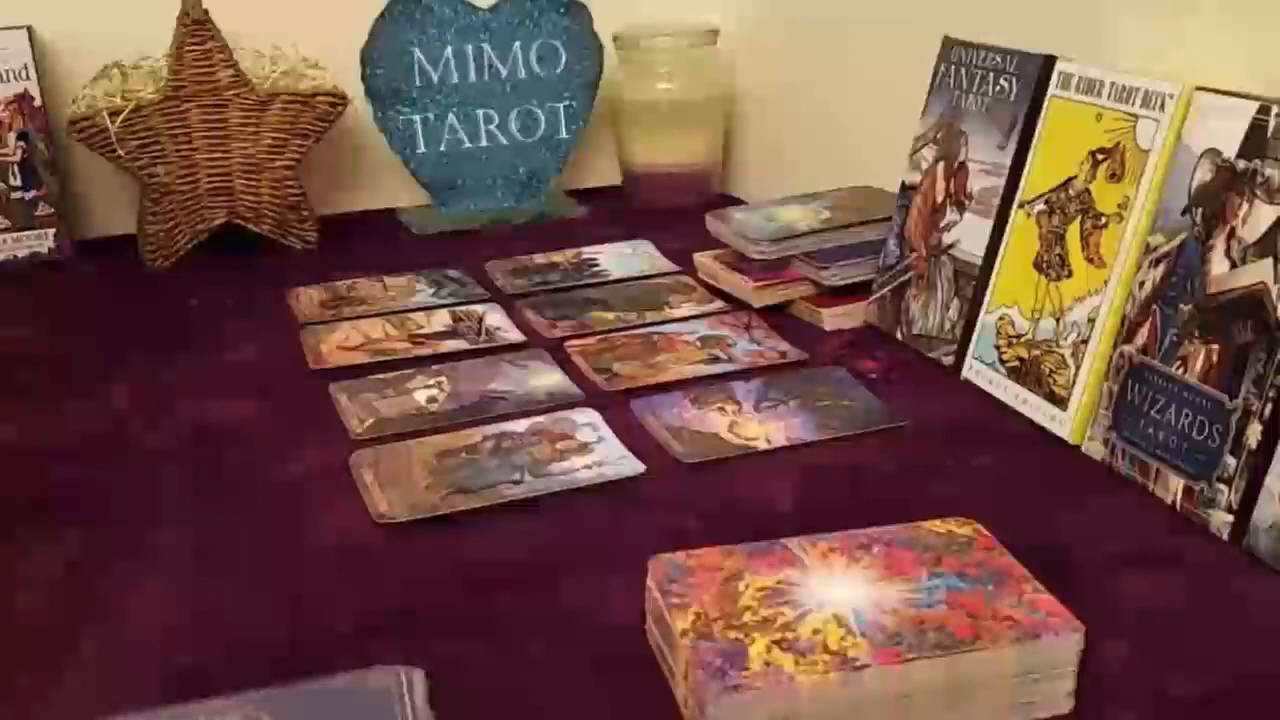 MIMO
TAROT
UNIVERSAL
FANTASY
TAROT
THE RIDER TAROT DECK
WIZARDS
TAROT